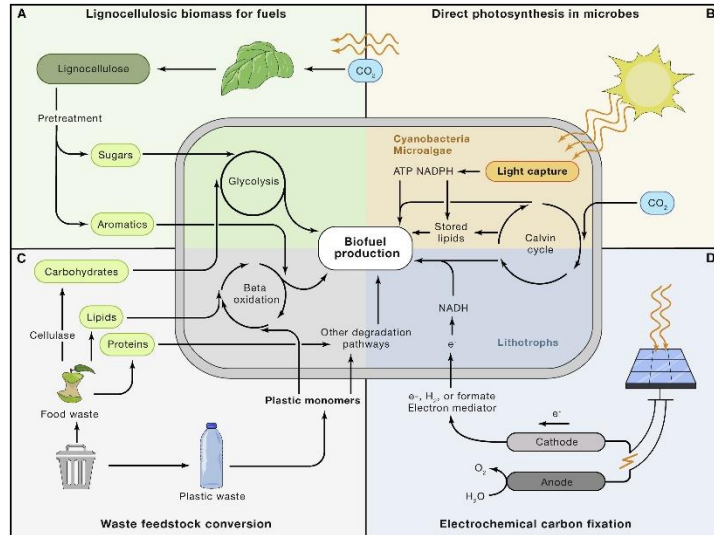 A
Lignocellulosic biomass for fuels
Lignocellulose
CO2
Pretreatment
Sugars
Aromatics
Glycolysis
Direct photosynthesis in microbes
B
Cyanobacteria
Microalgae
ATP NADPH
Light capture
CO2
Stored
lipids
Calvin
cycle
Biofuel
production
C
Carbohydrates
Lipids
Cellulase
Proteins
Food waste
Beta
oxidation
Other degradation
pathways
Plastic monomers
Plastic waste
Waste feedstock conversion
D
NADH
e-
Lithotrophs
e-, H2, or formate
Electron mediator
e-
Cathode
Anode
O2
H2O
Electrochemical carbon fixation